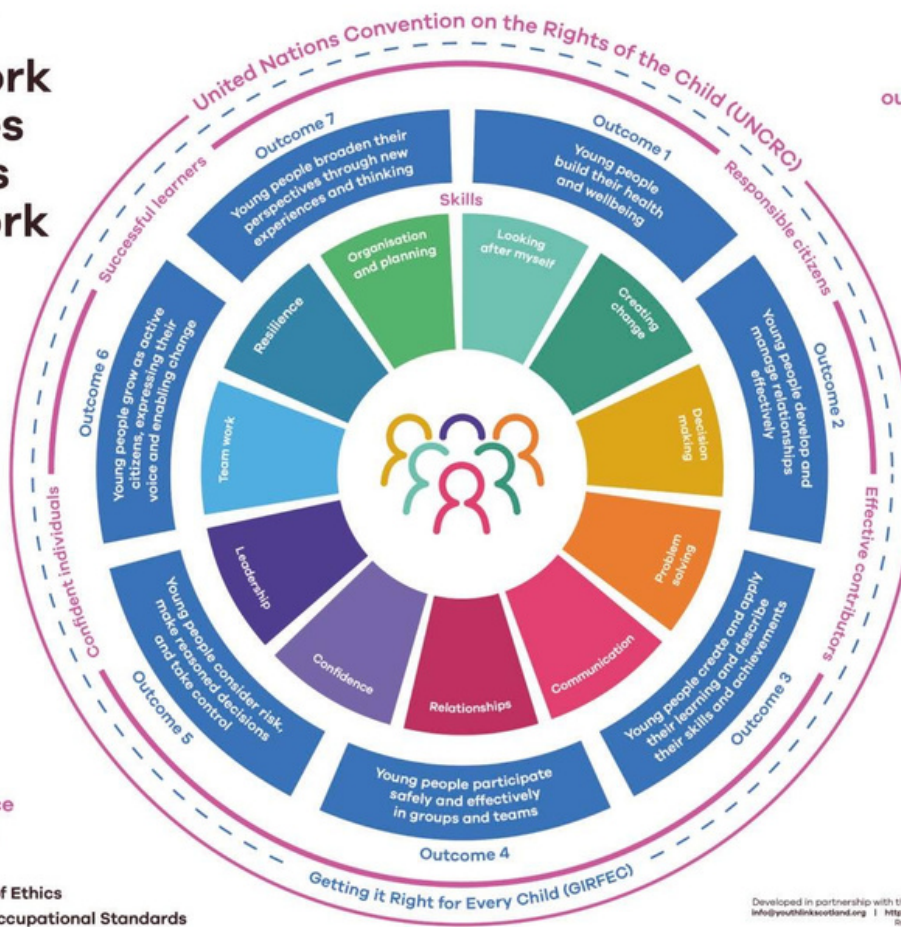 ork
es
s
ork
ou
United Nations Convention on the Rights of the Child (UNCRC)
Successful learners
Responsible citizens
Effective contributors
Confident individuals
Getting it Right for Every Child (GIRFEC)
Outcome 1
Young people
build their health
and wellbeing
Outcome 2
Young people develop and
manage relationships
effectively
Outcome 3
Young people create and apply
their learning and describe
their skills and achievements
Outcome 4
Young people participate
safely and effectively
in groups and teams
Outcome 5
Young people consider risk,
make reasoned decisions
and take control
Outcome 6
Young people grow as active
citizens, expressing their
voice and enabling change
Outcome 7
Young people broaden their
perspectives through new
experiences and thinking
Skills
Looking
after myself
Creating
change
Decision
making
Problem
solving
Communication
Relationships
Confidence
Leadership
Team work
Resilience
Organisation
and planning
ce
f Ethics
ccupational Standards
Developed in partnership with th
info@youthlinkscotland.org | http